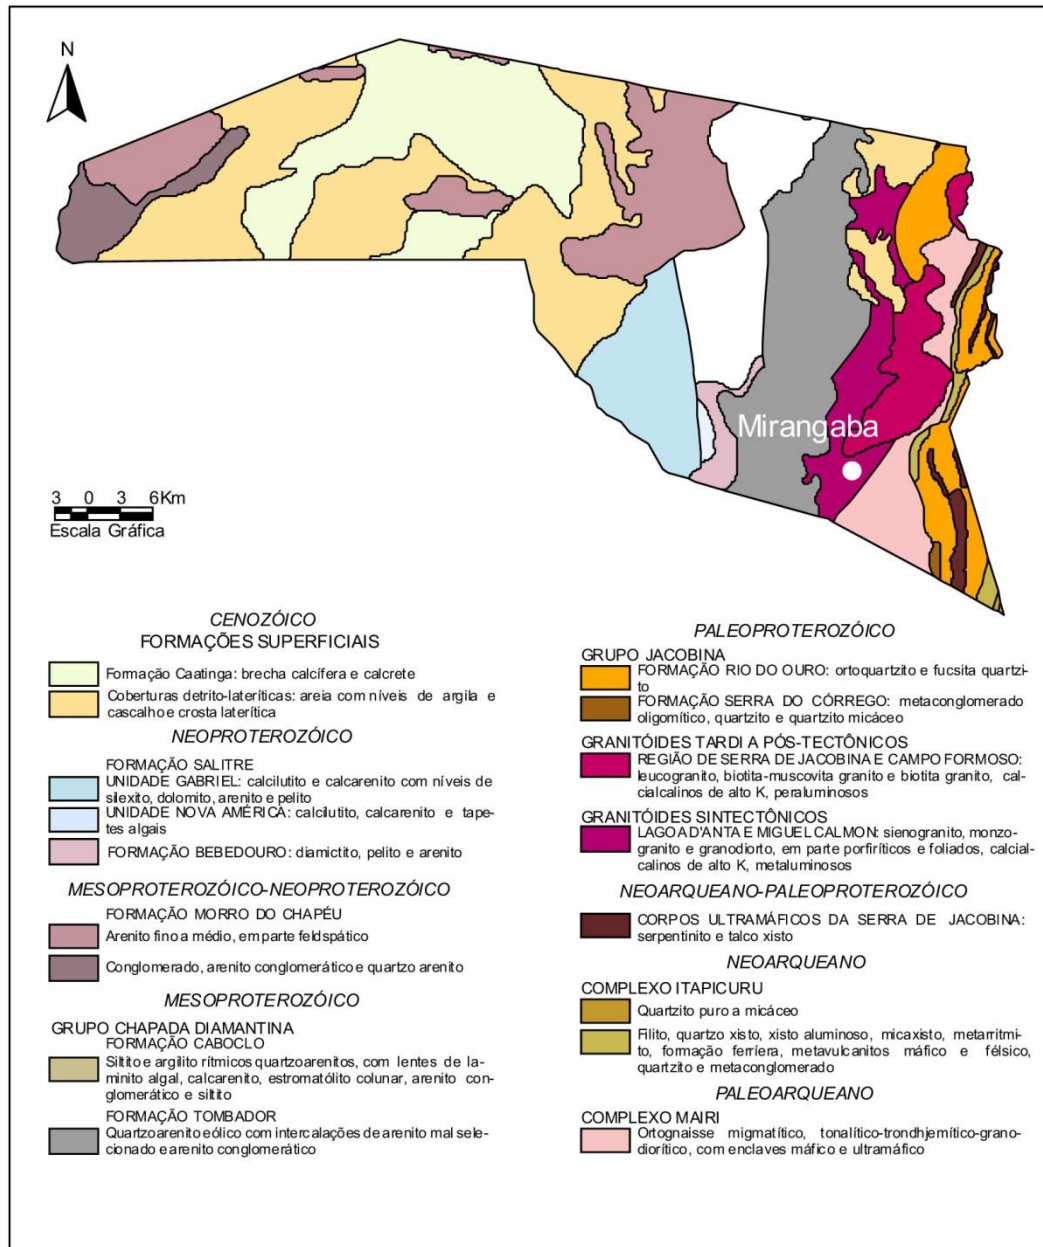 N
Mirangaba
3 0 3 6Km
Escala Gráfica
CENOZÓICO
FORMAÇÕES SUPERFICIAIS
Formação Caatinga: brecha calcífera e calcrete
Coberturas detrito-lateríticas: areia com níveis de argila e
cascalho e crosta laterítica
NEOPROTEROZÓICO
FORMAÇÃO SALITRE
UNIDADE GABRIEL: calcilutito e calcarenito com níveis de
silexito, dolomito, arenito e pelito
UNIDADE NOVA AMÉRICA: calcilutito, calcarenito e tape-
tes algais
FORMAÇÃO BEBEDOURO: diamictito, pelito e arenito
MESOPROTEROZÓICO-NEOPROTEROZÓICO
FORMAÇÃO MORRO DO CHAPÉU
Arenito fino a médio, em parte feldspático
Conglomerado, arenito conglomerático e quartzo arenito
MESOPROTEROZÓICO
GRUPO CHAPADA DIAMANTINA
FORMAÇÃO CABOCLO
Siltito e argilito rítmicos quartzoarenitos, com lentes de la-
minito algal, calcarenito, estromatólito colunar, arenito con-
glomerático e siltito
FORMAÇÃO TOMBADOR
Quartzoarenito eólico com intercalações de arenito mal sele-
cionado e arenito conglomerático
PALEOPROTEROZÓICO
GRUPO JACOBINA
FORMAÇÃO RIO DO OURO: ortoquartzito e fucsita quartzi-
to
FORMAÇÃO SERRA DO CÓRREGO: metaconglomerado
oligomítico, quartzito e quartzito micáceo
GRANITÓIDES TARDI A PÓS-TECTÔNICOS
REGIÃO DE SERRA DE JACOBINA E CAMPO FORMOSO:
leucogranito, biotita-muscovita granito e biotita granito, cal-
cialcalinos de alto K, peraluminosos
GRANITÓIDES SINTECTÔNICOS
LAGOA D'ANTA E MIGUEL CALMON: sienogranito, monzo-
granito e granodiorto, em parte porfiríticos e foliados, calcial-
calinos de alto K, metaluminosos
NEOARQUEANO-PALEOPROTEROZÓICO
CORPOS ULTRAMÁFICOS DA SERRA DE JACOBINA:
serpentinito e talco xisto
NEOARQUEANO
COMPLEXO ITAPICURU
Quartzito puro a micáceo
Filito, quartzo xisto, xisto aluminoso, micaxisto, metarritmi-
to, formação ferríera, metavulcanitos máfico e félsico,
quartzito e metaconglomerado
PALEOARQUEANO
COMPLEXO MAIRI
Ortognaisse migmatítico, tonalítico-trondhjemítico-grano-
diorítico, com enclaves máfico e ultramáfico